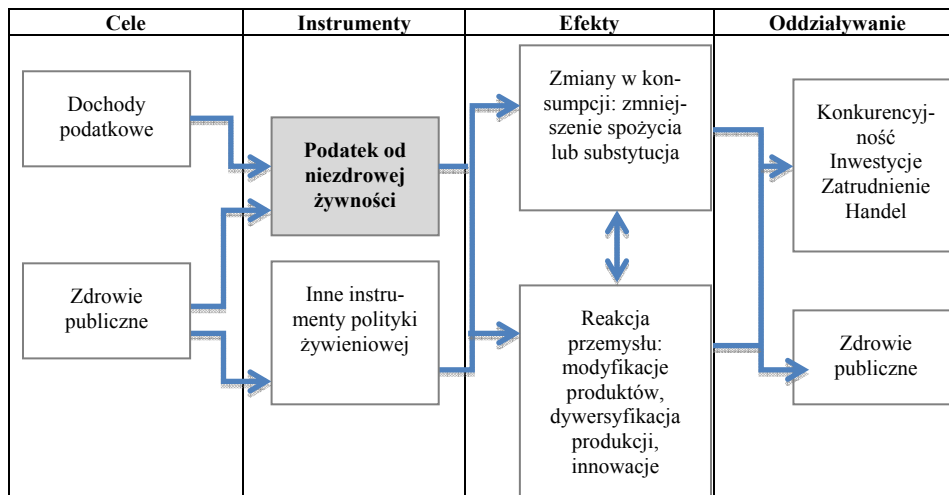 Cele
Instrumenty
Efekty
Oddziaływanie
Dochody
podatkowe
Zdrowie
publiczne
Podatek od
niezdrowej
żywności
Inne instru-
menty polityki
żywieniowej
Zmiany w kon-
sumpcji: zmniej-
szenie spożycia
lub substytucja
Reakcja
przemysłu:
modyfikacje
produktów,
dywersyfikacja
produkcji,
innowacje
Konkurencyj-
ność
Inwestycje
Zatrudnienie
Handel
Zdrowie
publiczne